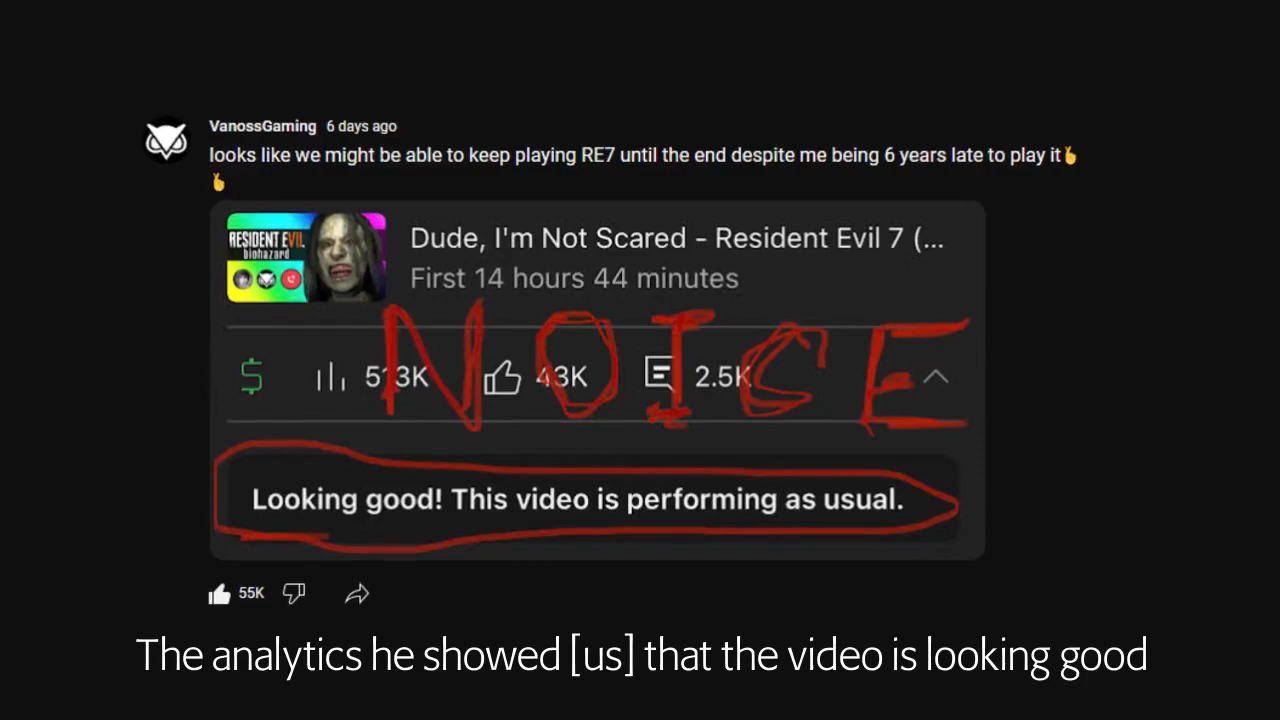 VanossGaming 6 days ago
looks like we might be able to keep playing RE7 until the end despite me being 6 years late to play it🤞
🤞
RESIDENT EVIL
biohazard
Dude, I'm Not Scared - Resident Evil 7 (...
First 14 hours 44 minutes
NOICE
513K 43K 2.5K
Looking good! This video is performing as usual.
55K
The analytics he showed [us] that the video is looking good